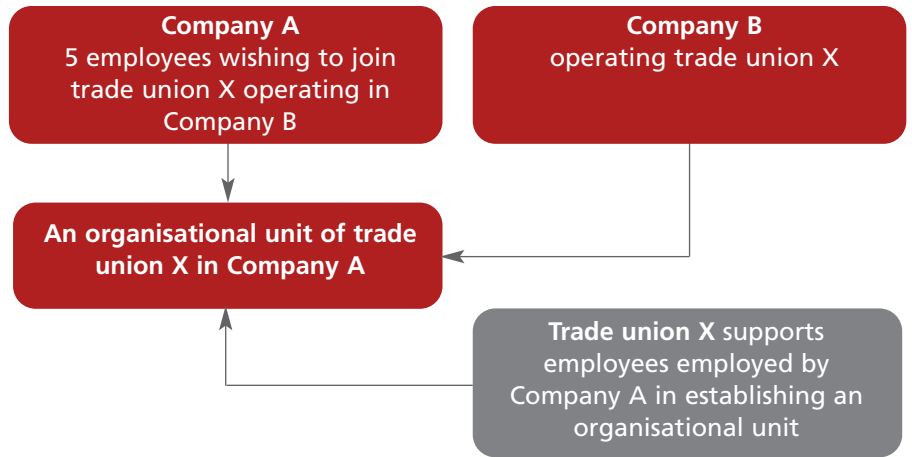 Company A
5 employees wishing to join
trade union X operating in
Company B
Company B
operating trade union X
An organisational unit of trade
union X in Company A
Trade union X supports
employees employed by
Company A in establishing an
organisational unit